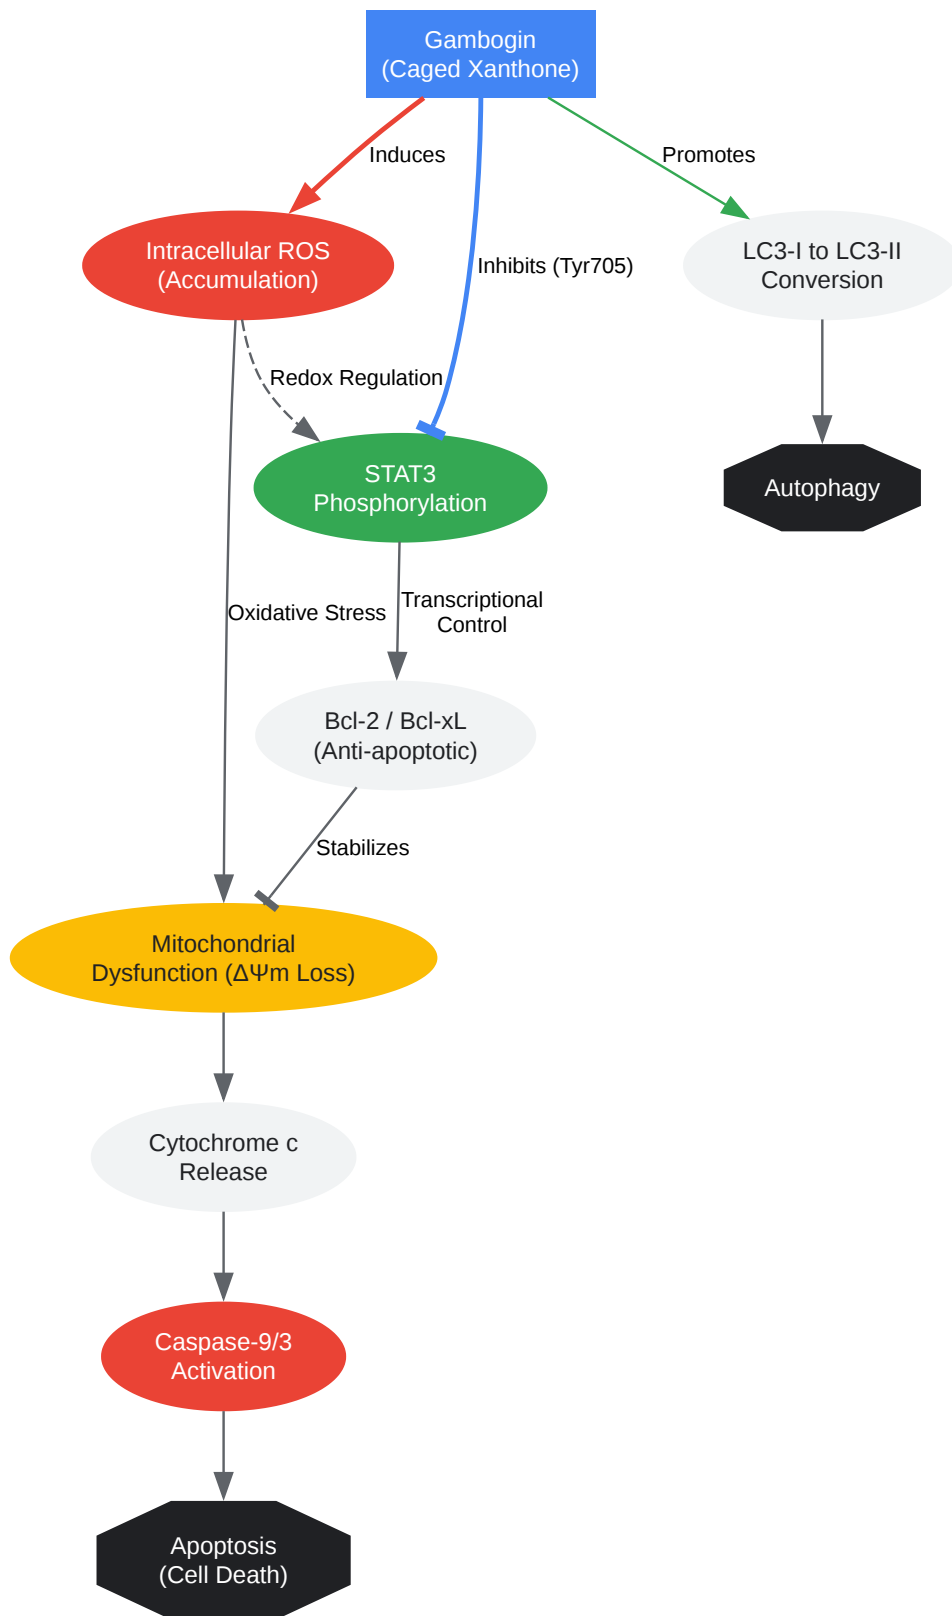 Gambogin
(Caged Xanthone)
Induces
Promotes
Intracellular ROS
(Accumulation)
Inhibits (Tyr705)
LC3-I to LC3-II
Conversion
Redox Regulation
STAT3
Phosphorylation
Autophagy
Oxidative Stress
Transcriptional
Control
Bcl-2 / Bcl-xL
(Anti-apoptotic)
Stabilizes
Mitochondrial
Dysfunction (ΔΨm Loss)
Cytochrome c
Release
Caspase-9/3
Activation
Apoptosis
(Cell Death)